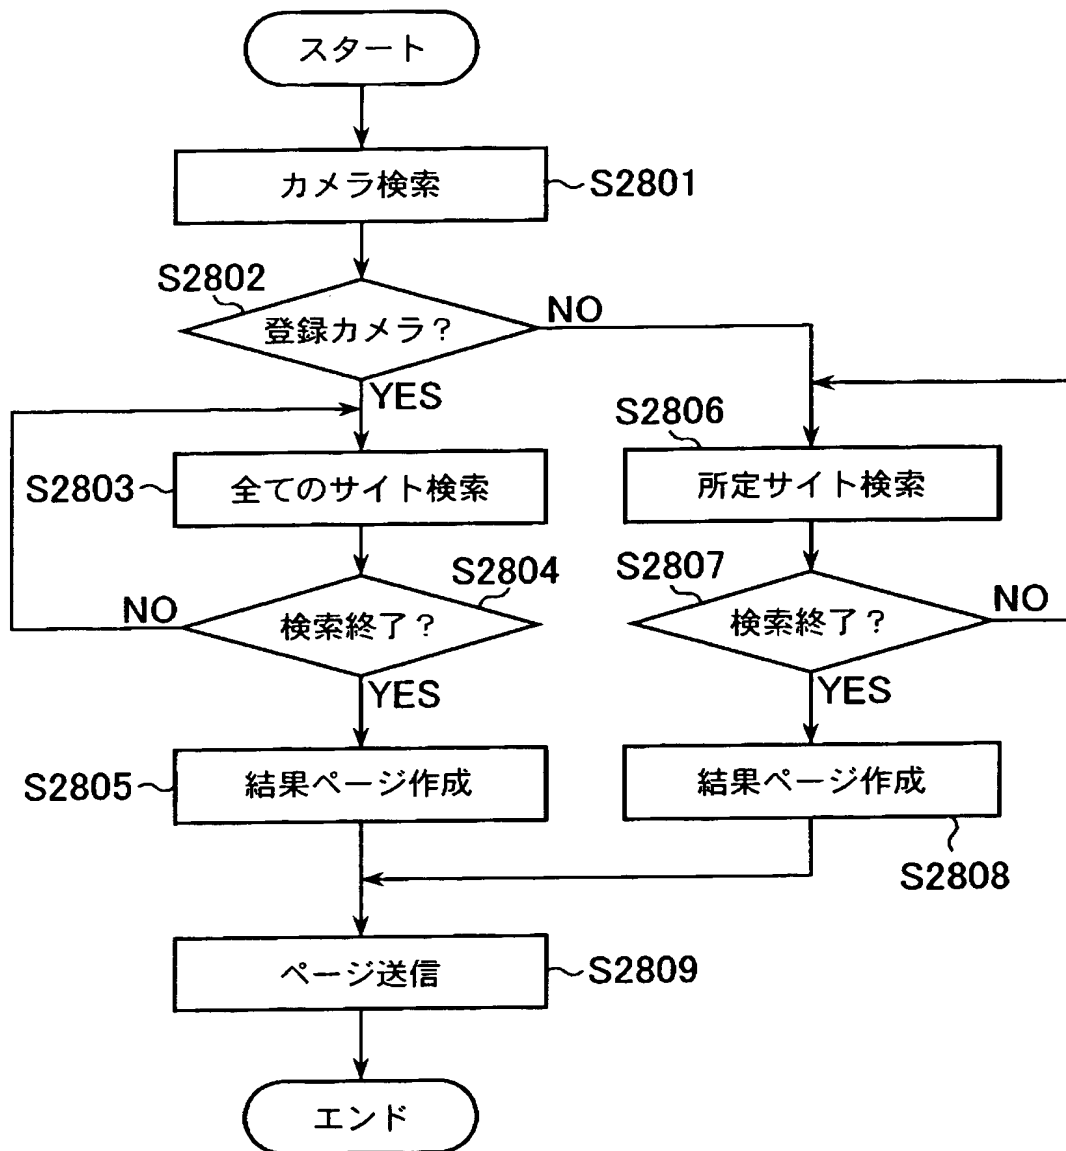 スタート
カメラ検索
S2801
S2802
登録カメラ?
NO
YES
S2803
全てのサイト検索
S2806
所定サイト検索
S2804
検索終了?
NO
YES
S2807
検索終了?
NO
YES
S2805
結果ページ作成
結果ページ作成
S2808
ページ送信
S2809
エンド